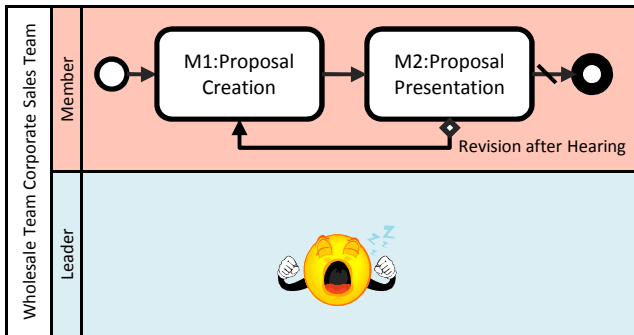 Wholesale Team Corporate Sales Team
Member
M1:Proposal
Creation
M2:Proposal
Presentation
Revision after Hearing
Leader
z
z
z
z